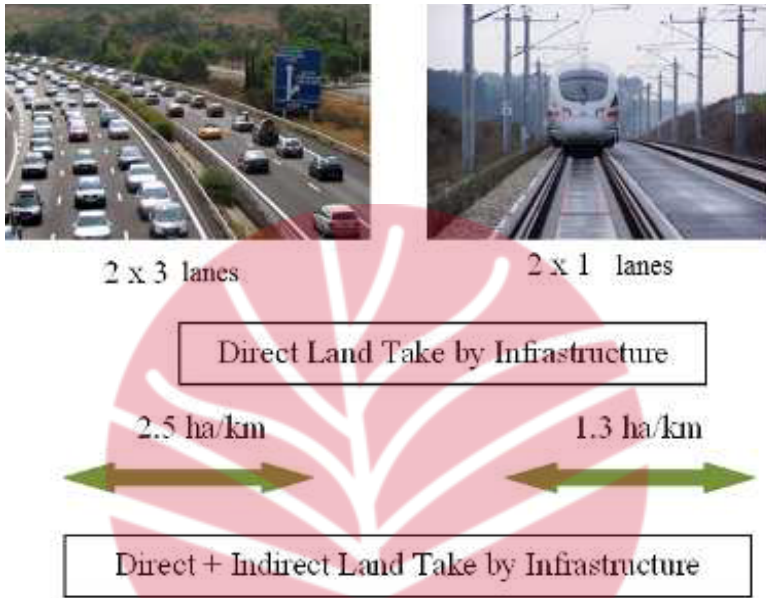 2 x 3 lanes
2 x 1 lanes
Direct Land Take by Infrastructure
2.5 ha/km
1.3 ha/km
Direct + Indirect Land Take by Infrastructure